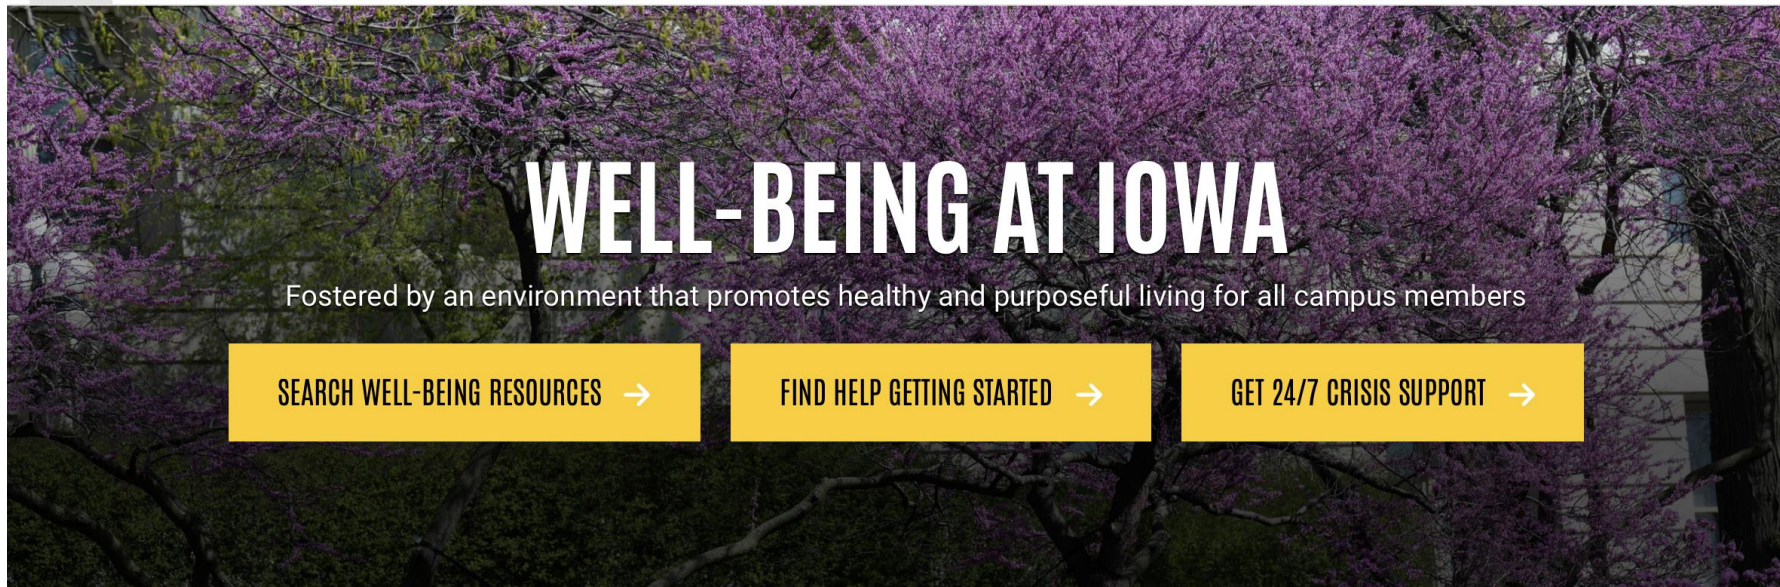 WELL-BEING AT IOWA
Fostered by an environment that promotes healthy and purposeful living for all campus members
SEARCH WELL-BEING RESOURCES →
FIND HELP GETTING STARTED →
GET 24/7 CRISIS SUPPORT →